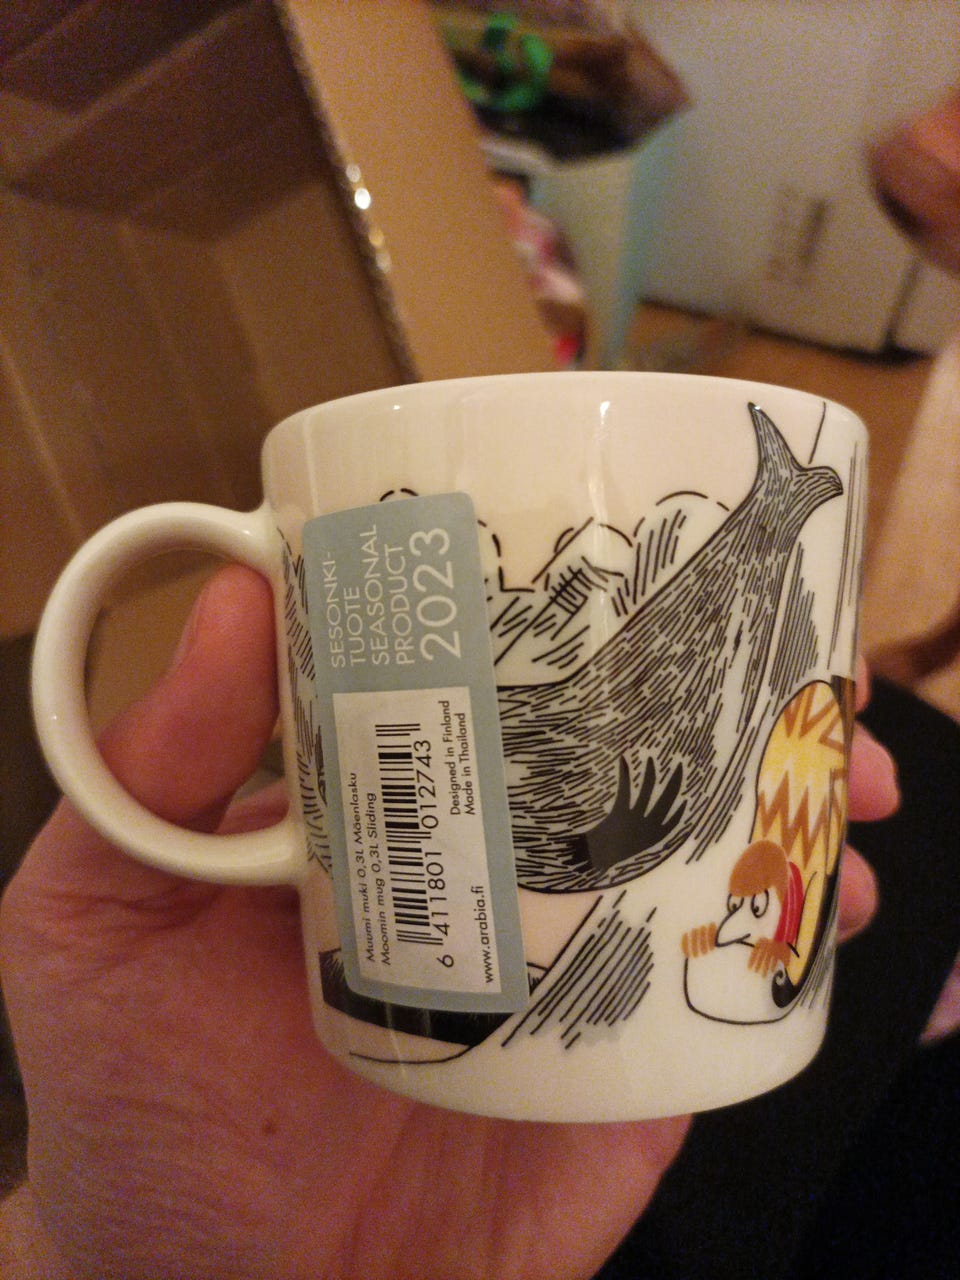 SESONKI-
TUOTE
SEASONAL
PRODUCT
2023
Muumi muki 0,3L Mäenlasku
Moomin mug 0,3L Sliding
6 411801 012743
Designed in Finland
Made in Thailand
www.arabia.fi